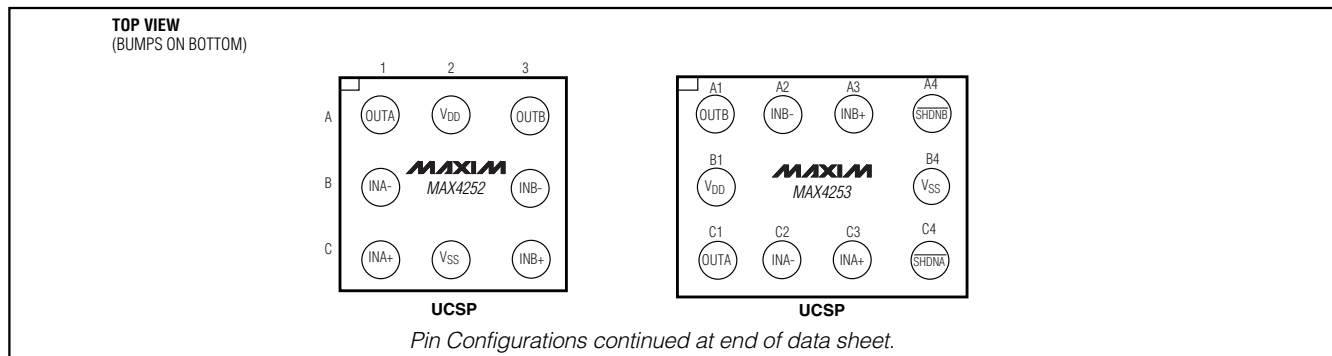 TOP VIEW
(BUMPS ON BOTTOM)
1 2 3
A OUTA VDD OUTB
B INA- MAXIM MAX4252 INB-
C INA+ VSS INB+
UCSP
A1 A2 A3 A4
OUTB INB- INB+ SHDNB
B1 MAXIM B4
VDD MAX4253 VSS
C1 C2 C3 C4
OUTA INA- INA+ SHDNA
UCSP
Pin Configurations continued at end of data sheet.